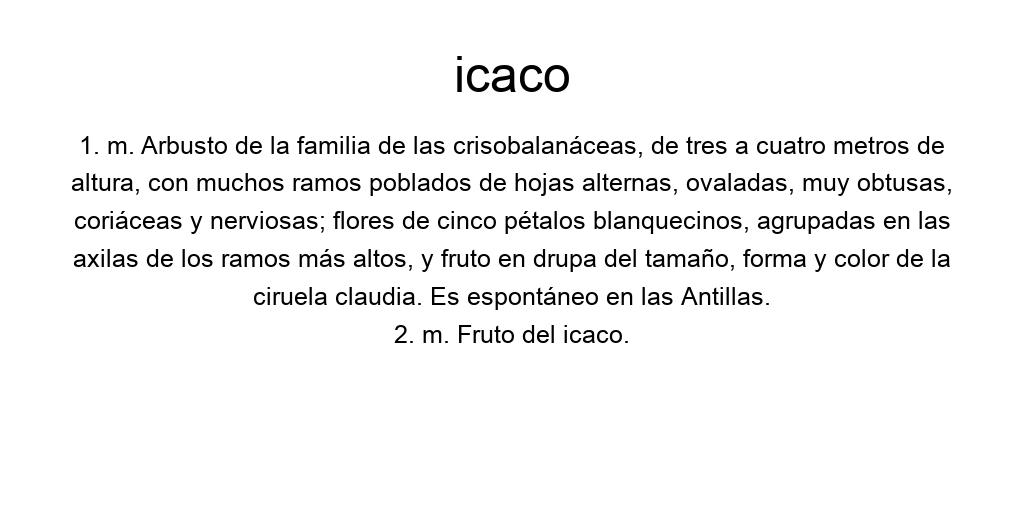 icaco
1. m. Arbusto de la familia de las crisobalanáceas, de tres a cuatro metros de
altura, con muchos ramos poblados de hojas alternas, ovaladas, muy obtusas,
coriáceas y nerviosas; flores de cinco pétalos blanquecinos, agrupadas en las
axilas de los ramos más altos, y fruto en drupa del tamaño, forma y color de la
ciruela claudia. Es espontáneo en las Antillas.
2. m. Fruto del icaco.